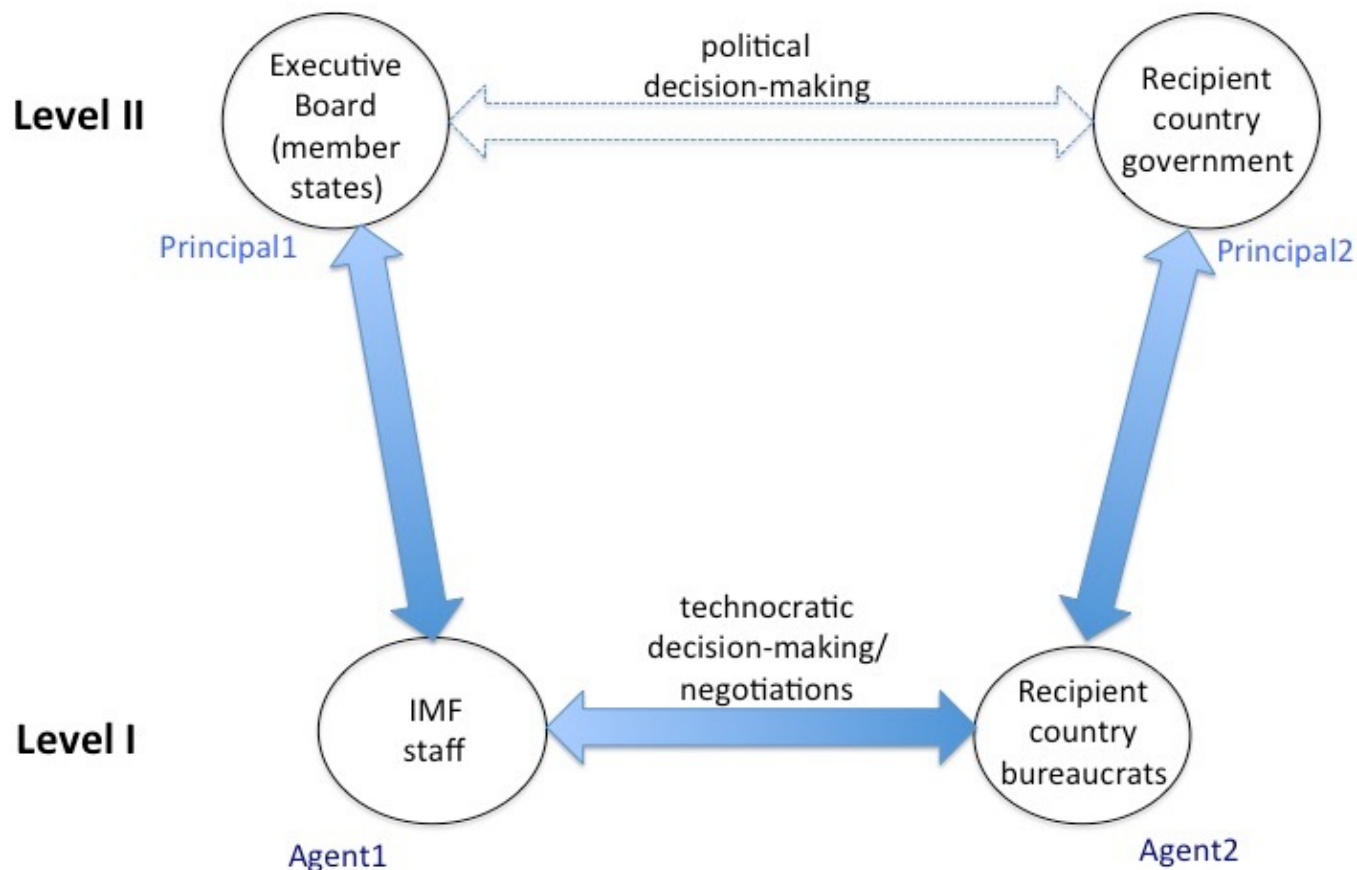 Level II
Executive
Board
(member
states)
Principal1
political
decision-making
Recipient
country
government
Principal2
Level I
IMF
staff
Agent1
technocratic
decision-making/
negotiations
Recipient
country
bureaucrats
Agent2